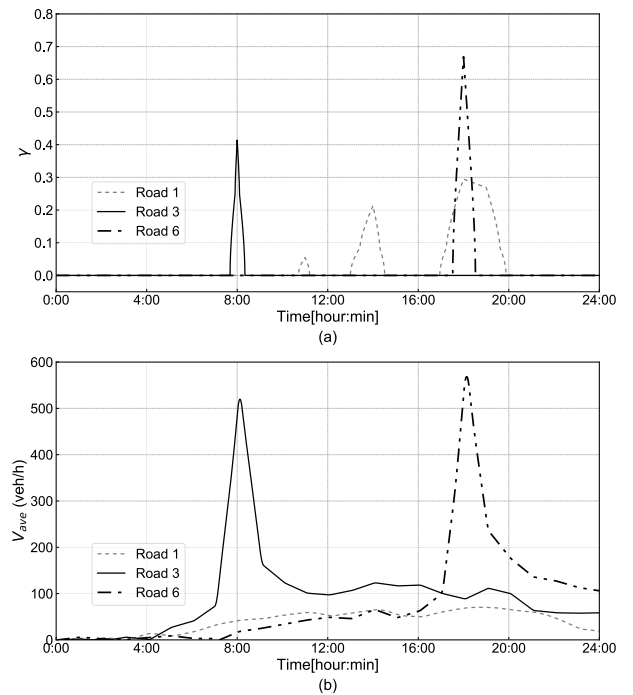 0.8
0.7
0.6
0.5
0.4
0.3
0.2
0.1
0.0
γ
Road 1
Road 3
Road 6
0:00 4:00 8:00 12:00 16:00 20:00 24:00
Time[hour:min]
(a)
600
500
400
300
200
100
0
V_ave (veh/h)
Road 1
Road 3
Road 6
0:00 4:00 8:00 12:00 16:00 20:00 24:00
Time[hour:min]
(b)